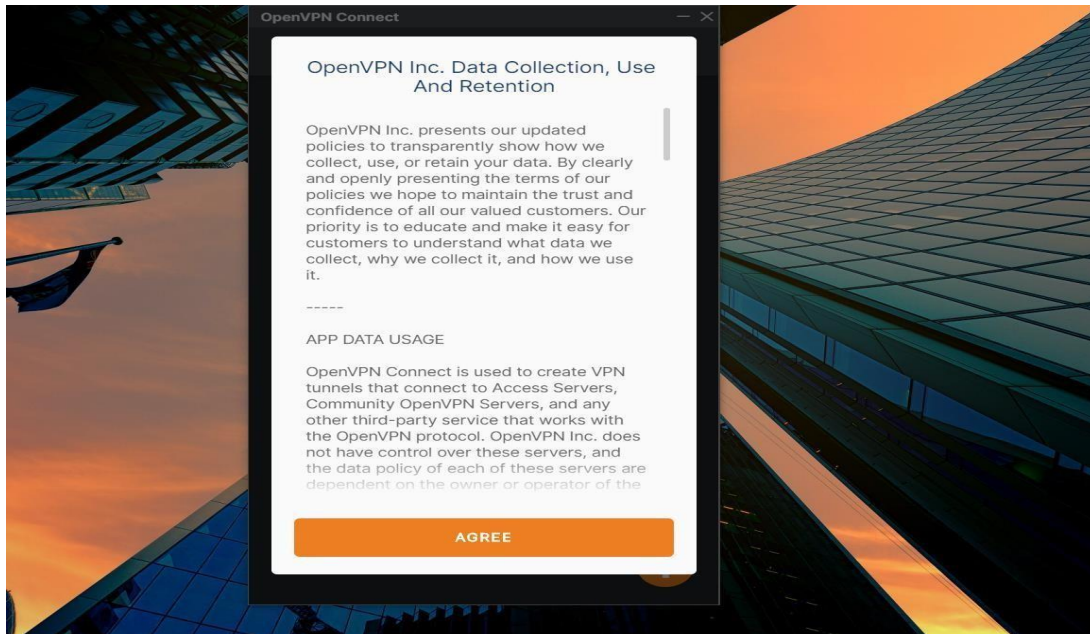 OpenVPN Connect
OpenVPN Inc. Data Collection, Use
And Retention
OpenVPN Inc. presents our updated
policies to transparently show how we
collect, use, or retain your data. By clearly
and openly presenting the terms of our
policies we hope to maintain the trust and
confidence of all our valued customers. Our
priority is to educate and make it easy for
customers to understand what data we
collect, why we collect it, and how we use
it.
-----
APP DATA USAGE
OpenVPN Connect is used to create VPN
tunnels that connect to Access Servers,
Community OpenVPN Servers, and any
other third-party service that works with
the OpenVPN protocol. OpenVPN Inc. does
not have control over these servers, and
the data policy of each of these servers are
dependent on the owner or operator of the
AGREE